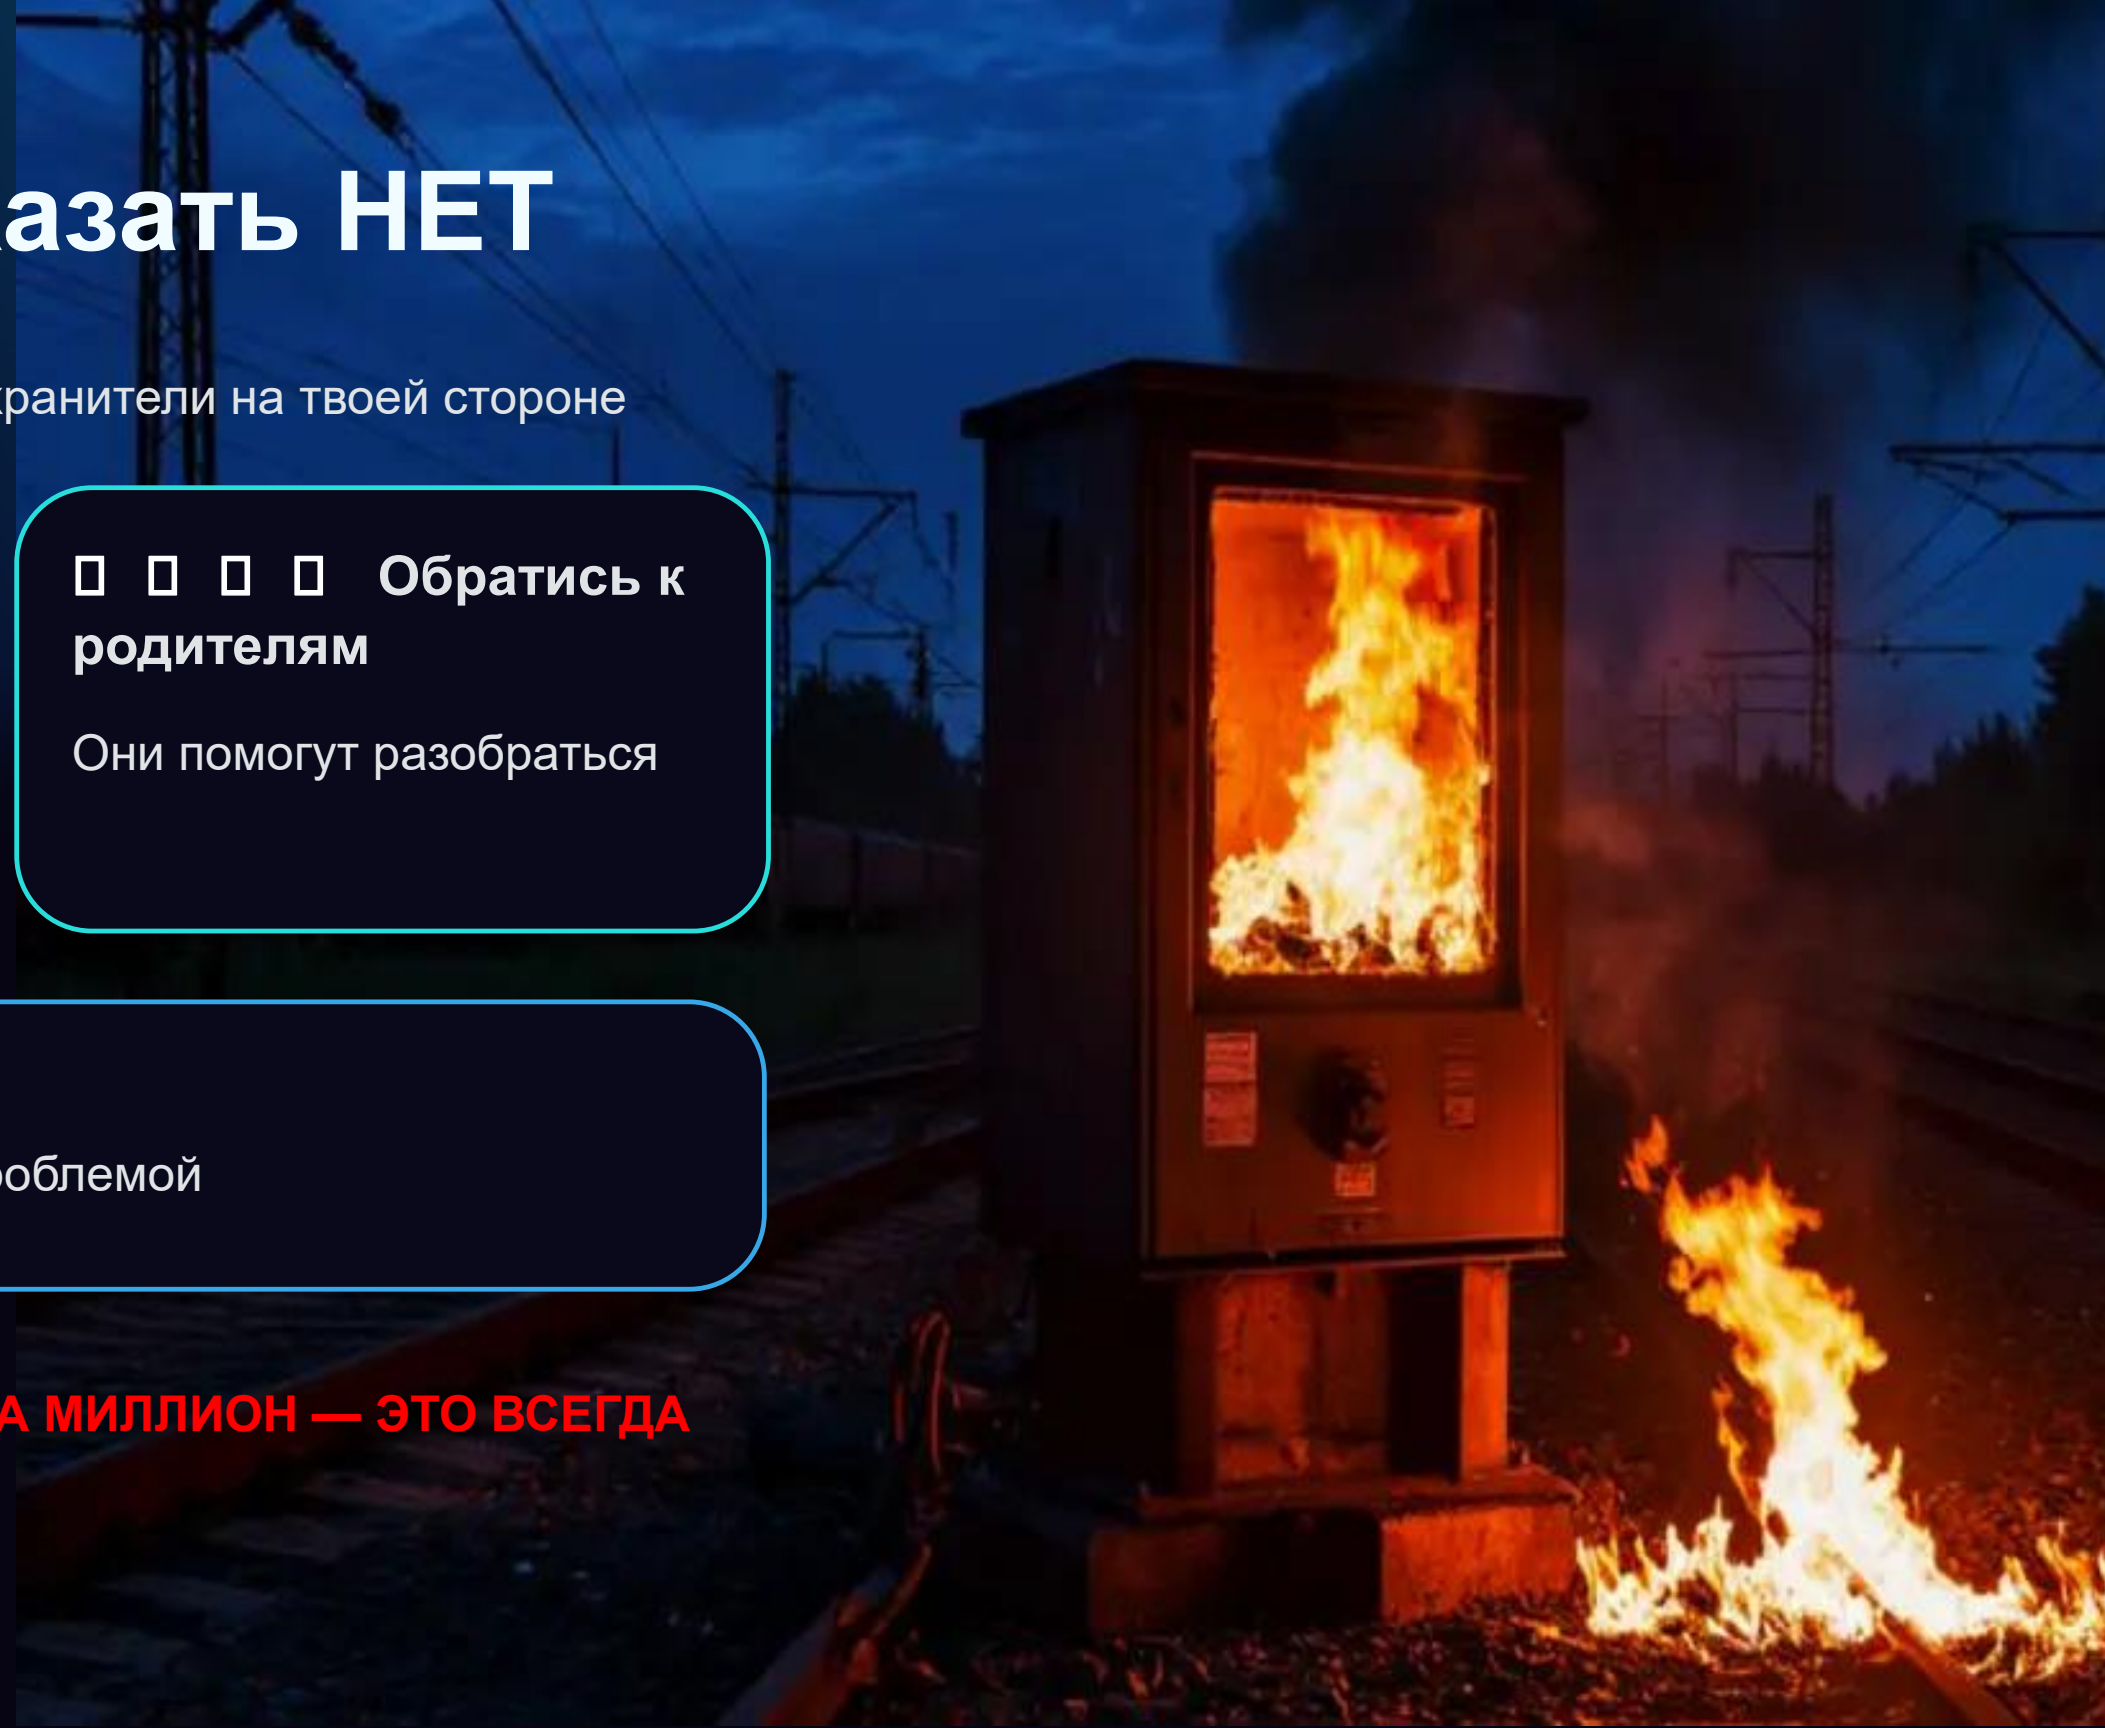 азать НЕТ
хранители на твоей стороне
Обратись к
родителям
Они помогут разобраться
облемой
А МИЛЛИОН — ЭТО ВСЕГДА